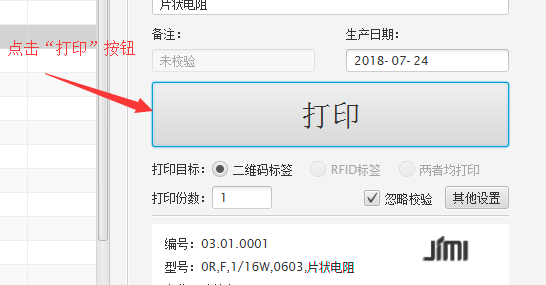 片状电阻
备注：
生产日期：
点击“打印”按钮
未校验
2018-07-24
打印
打印目标：
二维码标签
RFID标签
两者均打印
打印份数：
1
忽略校验
其他设置
编号：03.01.0001
JIMI
型号：0R,F,1/16W,0603,片状电阻